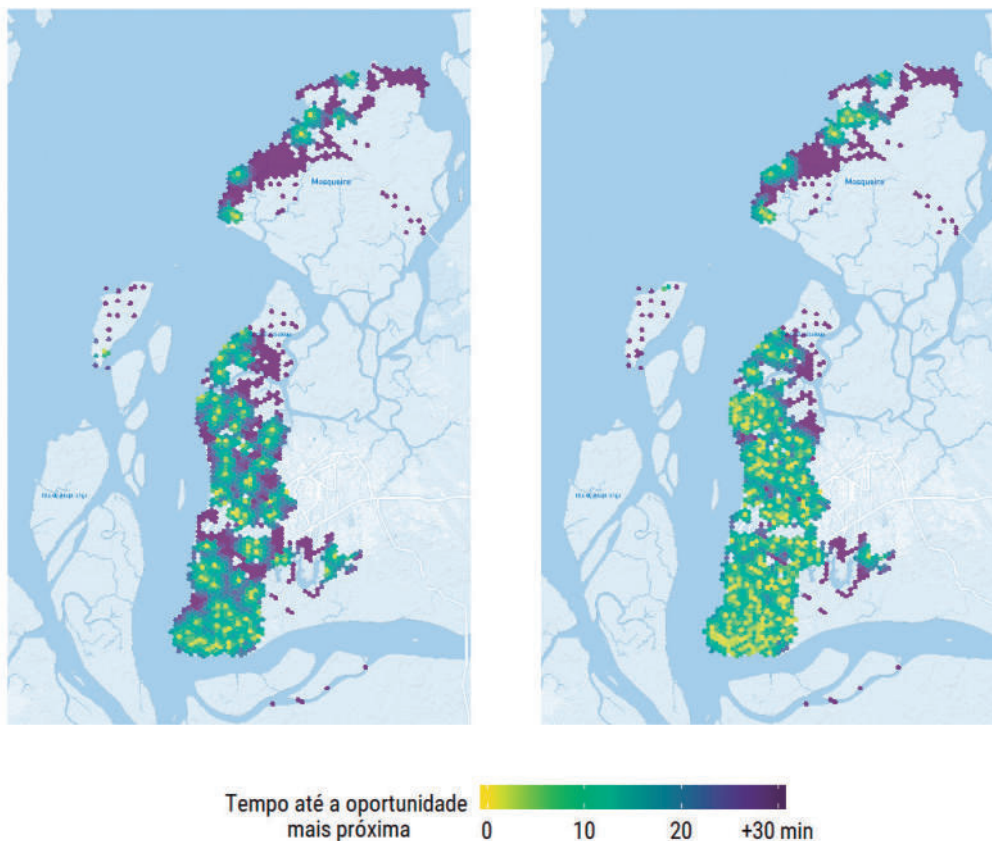 Mosqueiro
Mosqueiro
Tempo até a oportunidade
mais próxima
0
10
20
+30 min